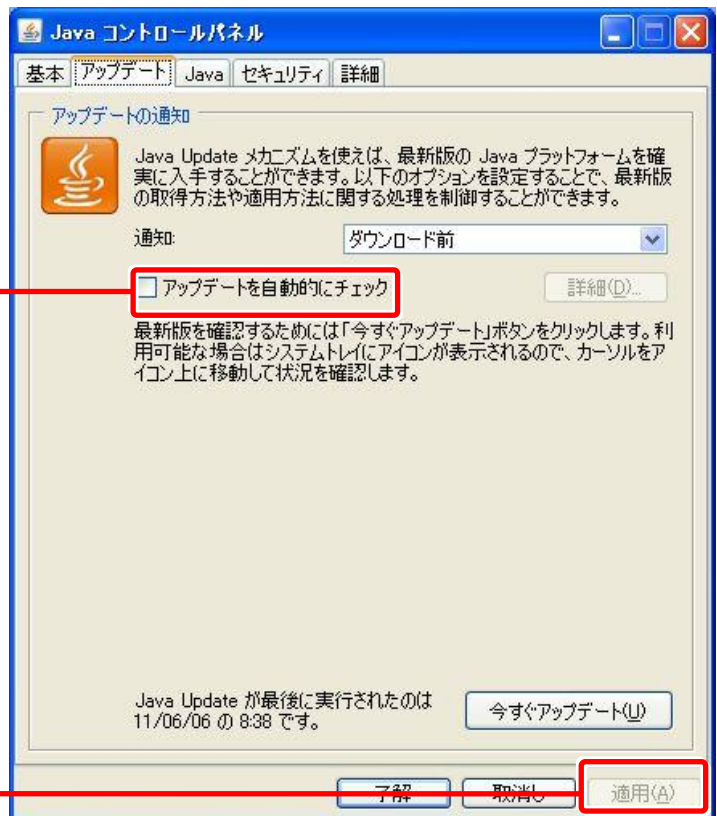 Java コントロールパネル
基本 アップデート Java セキュリティ 詳細
アップデートの通知
Java Update メカニズムを使えば、最新版の Java プラットフォームを確
実に入手することができます。以下のオプションを設定することで、最新版
の取得方法や適用方法に関する処理を制御することができます。
通知: ダウンロード前
アップデートを自動的にチェック 詳細(D)...
最新版を確認するためには「今すぐアップデート」ボタンをクリックします。利
用可能な場合はシステムトレイにアイコンが表示されるので、カーソルをア
イコン上に移動して状況を確認します。
Java Update が最後に実行されたのは
11/06/06 の 8:38 です。
今すぐアップデート(U)
了解 取消し 適用(A)